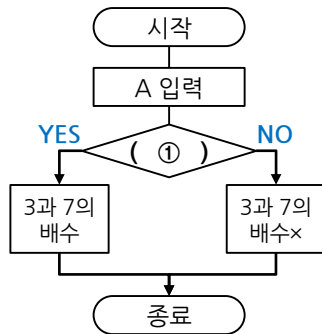 시작
A 입력
YES
NO
( ① )
3과 7의
배수
3과 7의
배수×
종료